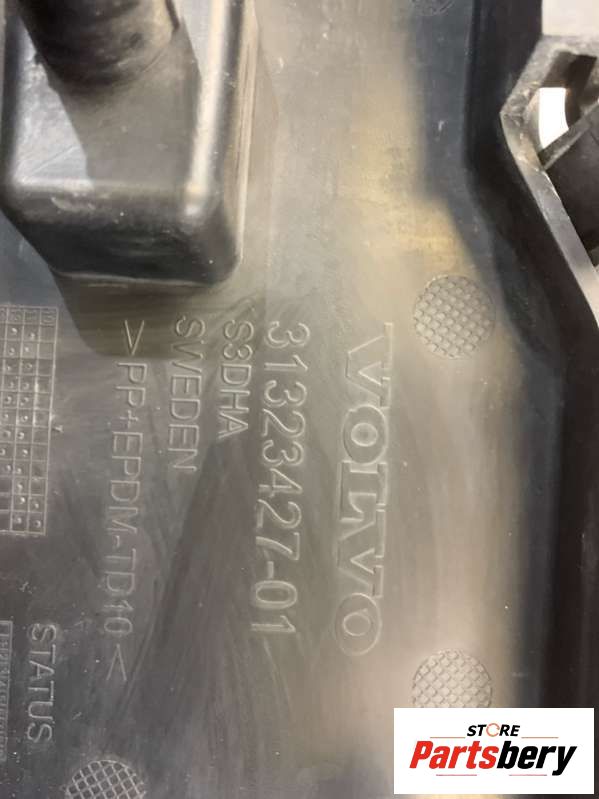 VOLVO
31323427-01
S3DHA
SWEDEN
>PP+EPDM-TD10<
STATUS
STORE
Partsbery